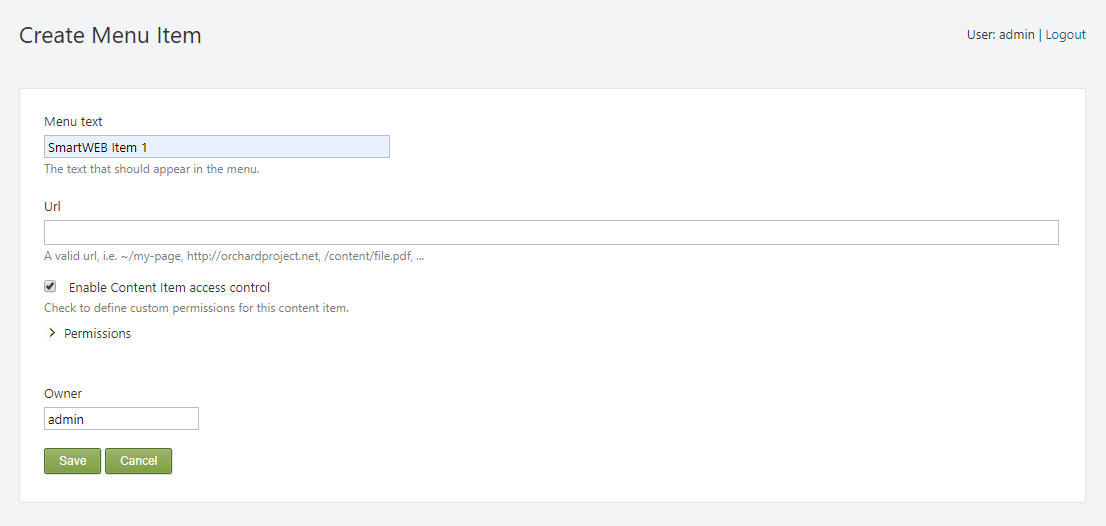 Create Menu Item
User: admin | Logout
Menu text
SmartWEB Item 1
The text that should appear in the menu.
Url
A valid url, i.e. ~/my-page, http://orchardproject.net, /content/file.pdf, ...
Enable Content Item access control
Check to define custom permissions for this content item.
Permissions
Owner
admin
Save Cancel